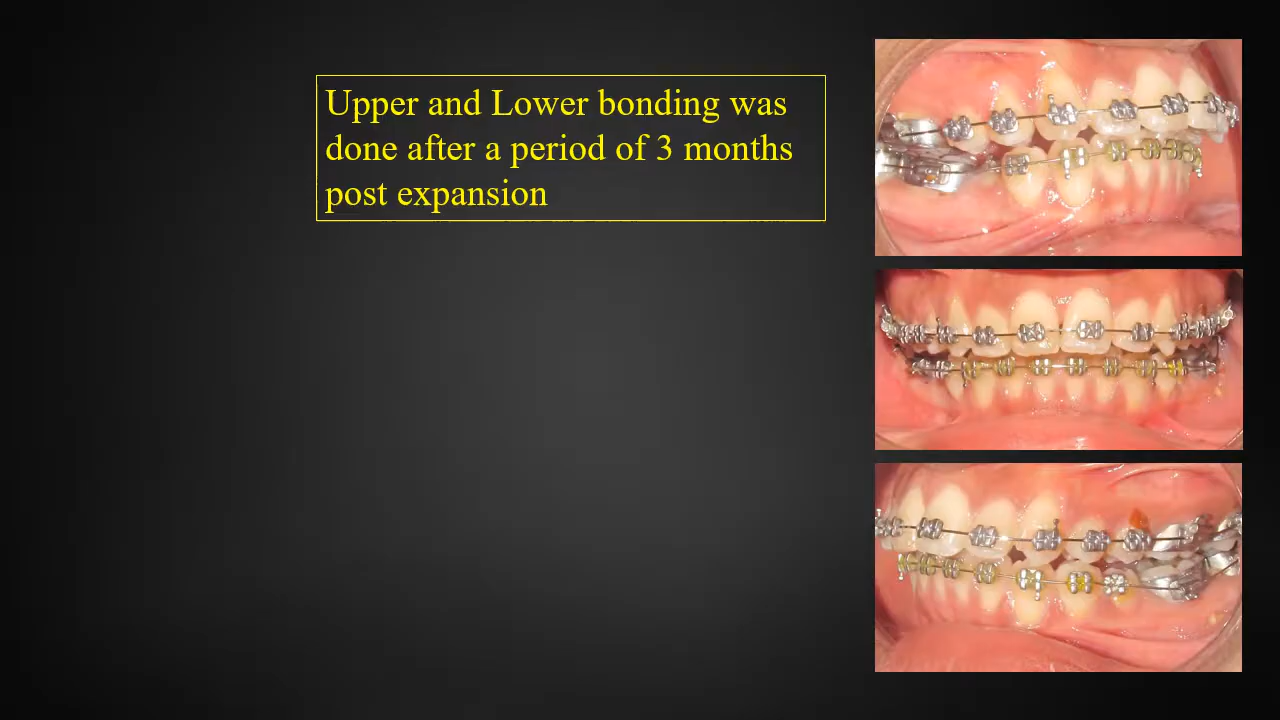 Upper and Lower bonding was
done after a period of 3 months
post expansion